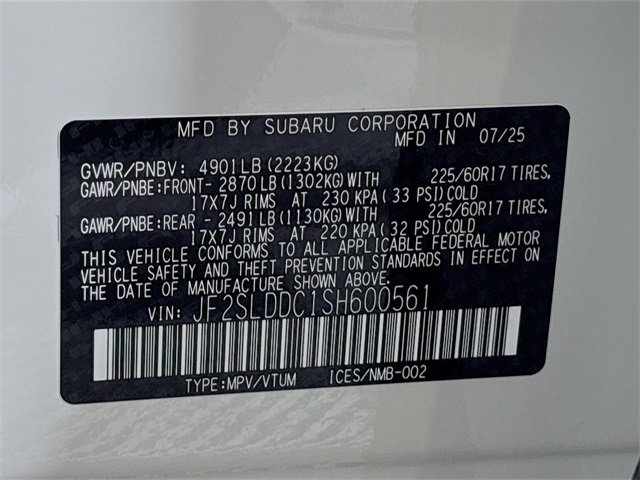 MFD BY SUBARU CORPORATION
MFD IN 07/25
GVWR/PNBV: 4901LB (2223KG)
GAWR/PNBE:FRONT- 2870LB (1302KG)WITH 225/60R17 TIRES,
17X7J RIMS AT 230 KPA (33 PSI)COLD
GAWR/PNBE:REAR - 2491LB (1130KG)WITH 225/60R17 TIRES,
17X7J RIMS AT 220 KPA (32 PSI)COLD
THIS VEHICLE CONFORMS TO ALL APPLICABLE FEDERAL MOTOR
VEHICLE SAFETY AND THEFT PREVENTION STANDARDS IN EFFECT ON
THE DATE OF MANUFACTURE SHOWN ABOVE.
VIN: JF2SLDDC1SH600561
TYPE:MPV/VTUM ICES/NMB-002